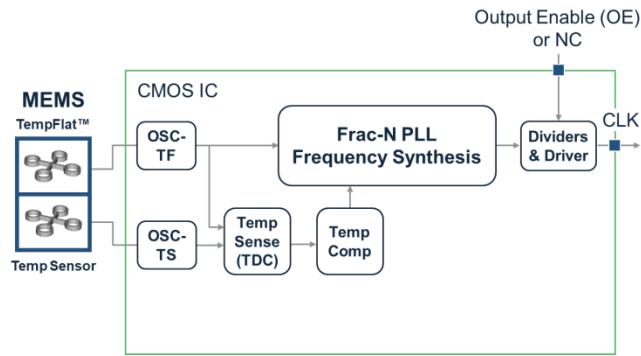 Output Enable (OE)
or NC
MEMS
TempFlat™
CMOS IC
CLK
OSC-
TF
Frac-N PLL
Frequency Synthesis
Dividers
& Driver
OSC-
TS
Temp
Sense
(TDC)
Temp
Comp
Temp Sensor